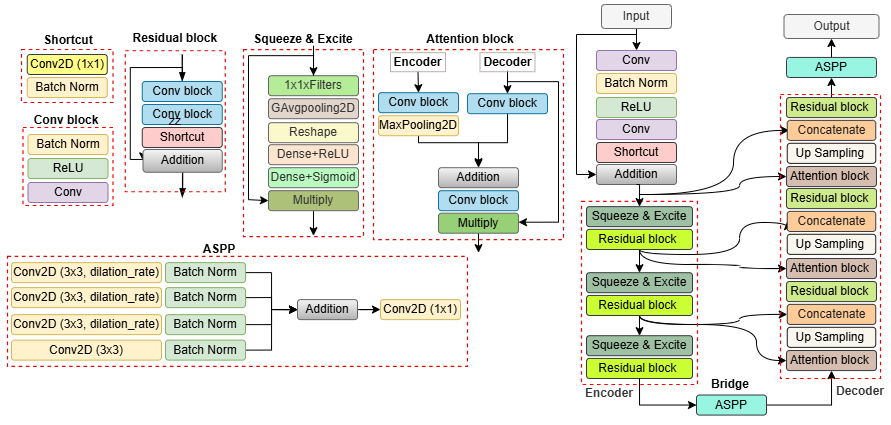 Shortcut
Conv2D (1x1)
Batch Norm
Conv block
Batch Norm
ReLU
Conv
Residual block
Conv block
Conv block
ZZ
Shortcut
Addition
Squeeze & Excite
1x1xFilters
GAvgpooling2D
Reshape
Dense+ReLU
Dense+Sigmoid
Multiply
Attention block
Encoder
Decoder
Conv block
Conv block
MaxPooling2D
Addition
Conv block
Multiply
ASPP
Conv2D (3x3, dilation_rate)
Batch Norm
Conv2D (3x3, dilation_rate)
Batch Norm
Conv2D (3x3, dilation_rate)
Batch Norm
Conv2D (3x3)
Batch Norm
Addition
Conv2D (1x1)
Input
Conv
Batch Norm
ReLU
Conv
Shortcut
Addition
Squeeze & Excite
Residual block
Squeeze & Excite
Residual block
Squeeze & Excite
Residual block
Encoder
Bridge
ASPP
Decoder
Output
ASPP
Residual block
Concatenate
Up Sampling
Attention block
Residual block
Concatenate
Up Sampling
Attention block
Residual block
Concatenate
Up Sampling
Attention block